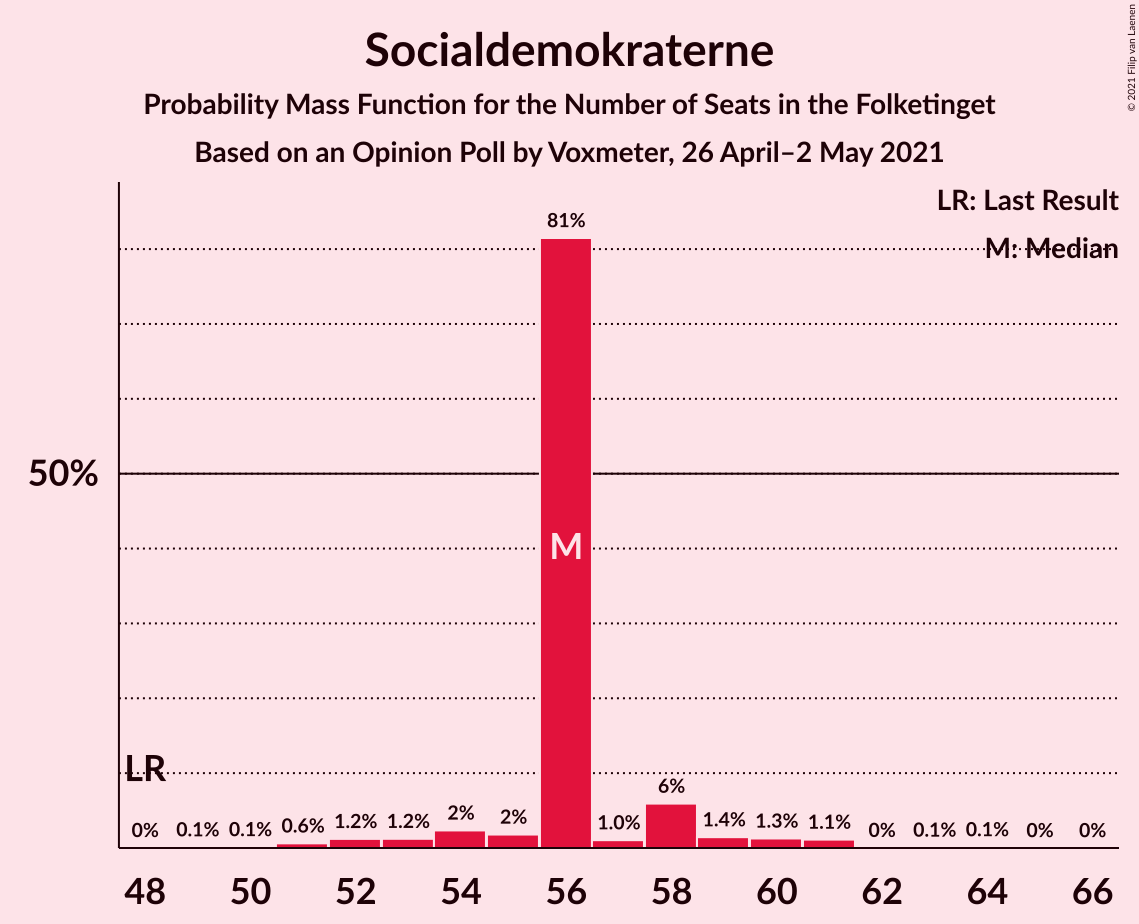 Socialdemokraterne
Probability Mass Function for the Number of Seats in the Folketinget
Based on an Opinion Poll by Voxmeter, 26 April–2 May 2021
© 2021 Filip van Laenen
LR: Last Result
M: Median
50%
LR
M
0% 0.1% 0.1% 0.6% 1.2% 1.2% 2% 2% 81% 1.0% 6% 1.4% 1.3% 1.1% 0% 0.1% 0.1% 0% 0%
48 50 52 54 56 58 60 62 64 66